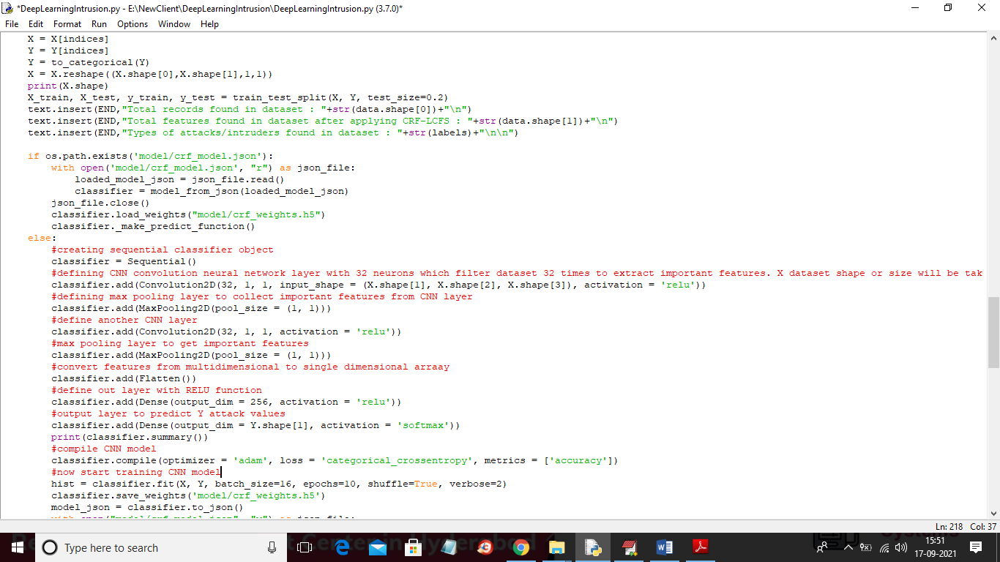 *DeepLearningIntrusion.py - E:\NewClient\DeepLearningIntrusion\DeepLearningIntrusion.py (3.7.0)*
File Edit Format Run Options Window Help
X = X[indices]
Y = Y[indices]
Y = to_categorical(Y)
X = X.reshape((X.shape[0],X.shape[1],1,1))
print(X.shape)
X_train, X_test, y_train, y_test = train_test_split(X, Y, test_size=0.2)
text.insert(END,"Total records found in dataset : "+str(data.shape[0])+"\n")
text.insert(END,"Total features found in dataset after applying CRF-LCFS : "+str(data.shape[1])+"\n")
text.insert(END,"Types of attacks/intruders found in dataset : "+str(labels)+"\n\n")
if os.path.exists('model/crf_model.json'):
with open('model/crf_model.json', "r") as json_file:
loaded_model_json = json_file.read()
classifier = model_from_json(loaded_model_json)
json_file.close()
classifier.load_weights("model/crf_weights.h5")
classifier._make_predict_function()
else:
#creating sequential classifier object
classifier = Sequential()
#defining CNN convolution neural network layer with 32 neurons which filter dataset 32 times to extract important features. X dataset shape or size will be tak
classifier.add(Convolution2D(32, 1, 1, input_shape = (X.shape[1], X.shape[2], X.shape[3]), activation = 'relu'))
#defining max pooling layer to collect important features from CNN layer
classifier.add(MaxPooling2D(pool_size = (1, 1)))
#define another CNN layer
classifier.add(Convolution2D(32, 1, 1, activation = 'relu'))
#max pooling layer to get important features
classifier.add(MaxPooling2D(pool_size = (1, 1)))
#convert features from multidimensional to single dimensional arraay
classifier.add(Flatten())
#define out layer with RELU function
classifier.add(Dense(output_dim = 256, activation = 'relu'))
#output layer to predict Y attack values
classifier.add(Dense(output_dim = Y.shape[1], activation = 'softmax'))
print(classifier.summary())
#compile CNN model
classifier.compile(optimizer = 'adam', loss = 'categorical_crossentropy', metrics = ['accuracy'])
#now start training CNN model
hist = classifier.fit(X, Y, batch_size=16, epochs=10, shuffle=True, verbose=2)
classifier.save_weights('model/crf_weights.h5')
model_json = classifier.to_json()
Ln: 218 Col: 37
Type here to search
15:51
17-09-2021